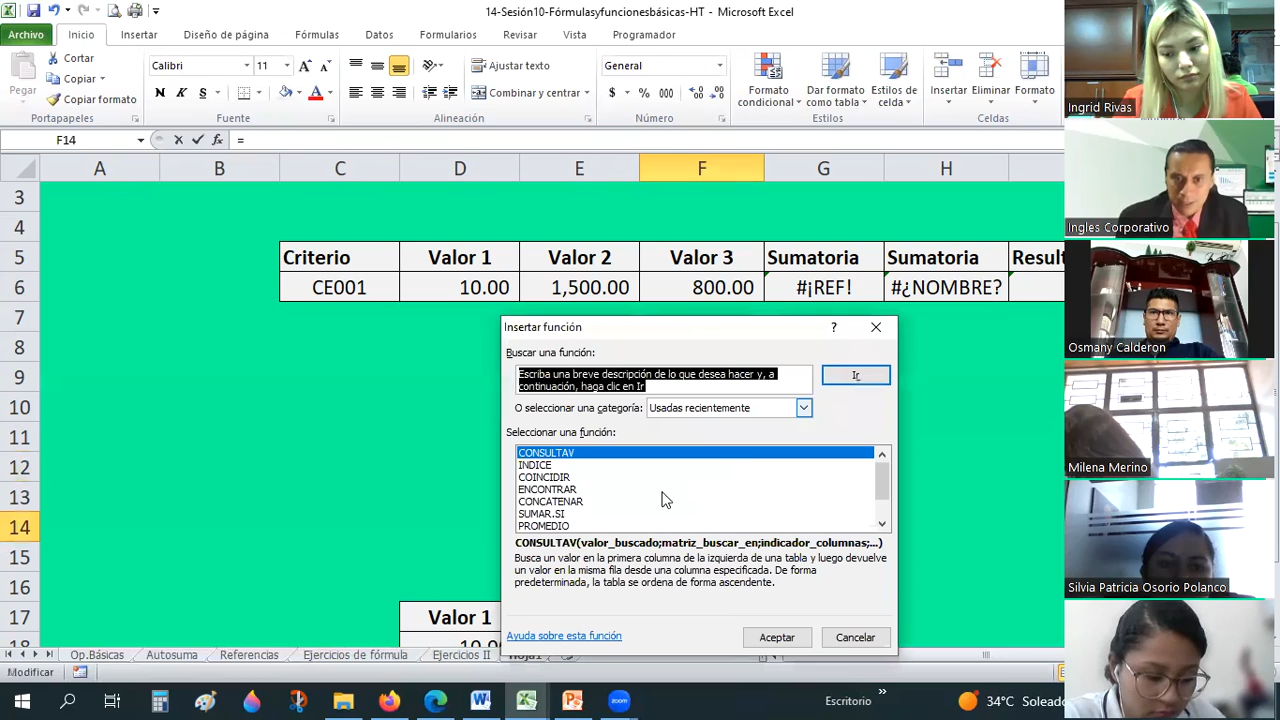 14-Sesión10-Fórmulasyfuncionesbásicas-HT - Microsoft Excel
Archivo Inicio Insertar Diseño de página Fórmulas Datos Formularios Revisar Vista Programador
Pegar
Cortar
Copiar
Copiar formato
Portapapeles
Calibri 11
N K S
Fuente
Ajustar texto
Combinar y centrar
Alineación
General
$ % 000
Número
Formato condicional
Dar formato como tabla
Estilos de celda
Estilos
Insertar Eliminar Formato
Celdas
F14 fx =
A B C D E F G H
3
4
5 Criterio Valor 1 Valor 2 Valor 3 Sumatoria Sumatoria Result
6 CE001 10.00 1,500.00 800.00 #¡REF! #¿NOMBRE?
7
8
9
10
11
12
13
14
15
16
17 Valor 1
18 10.00
Insertar función ?
Buscar una función:
Escriba una breve descripción de lo que desea hacer y, a
continuación, haga clic en Ir
Ir
O seleccionar una categoría: Usadas recientemente
Seleccionar una función:
CONSULTAV
INDICE
COINCIDIR
ENCONTRAR
CONCATENAR
SUMAR.SI
PROMEDIO
CONSULTAV(valor_buscado;matriz_buscar_en;indicador_columnas;...)
Busca un valor en la primera columna de la izquierda de una tabla y luego devuelve
un valor en la misma fila desde una columna especificada. De forma
predeterminada, la tabla se ordena de forma ascendente.
Ayuda sobre esta función
Aceptar Cancelar
Op.Básicas Autosuma Referencias Ejercicios de fórmula Ejercicios II Hoja1
Modificar
Escritorio
34°C Soleado
zoom
Ingrid Rivas
Ingles Corporativo
Osmany Calderon
Milena Merino
Silvia Patricia Osorio Polanco